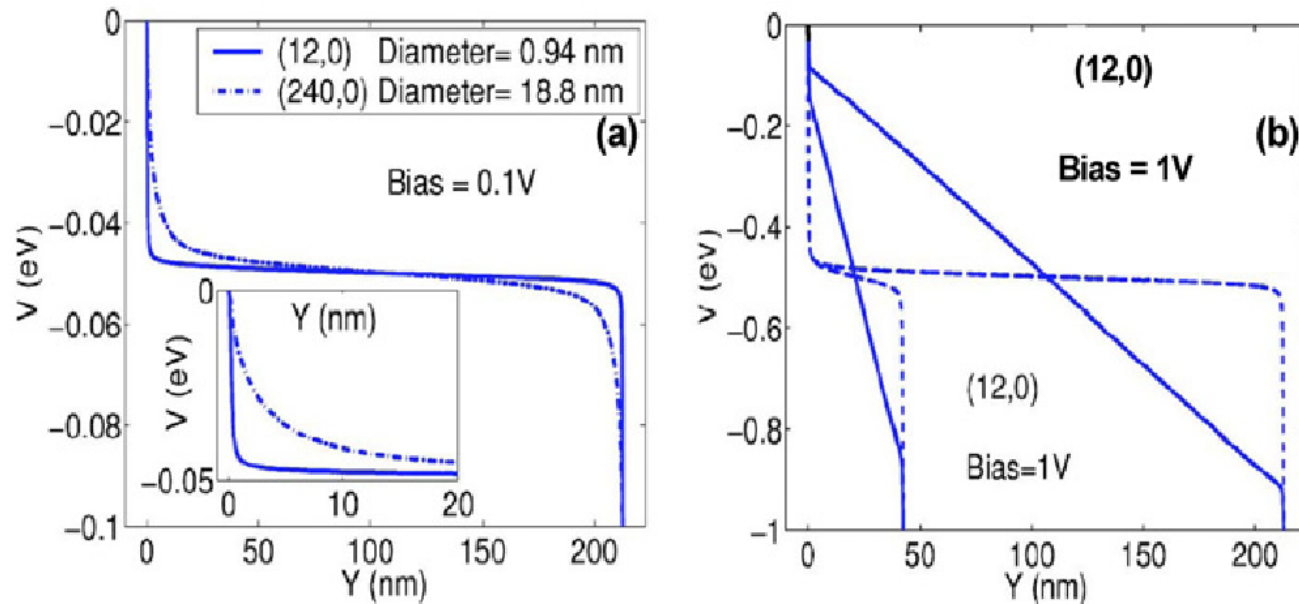 0
−0.02
−0.04
−0.06
−0.08
−0.1
V (eV)
(12,0) Diameter= 0.94 nm
(240,0) Diameter= 18.8 nm
(a)
Bias = 0.1V
0
−0.05
V (eV)
Y (nm)
0 10 20
0 50 100 150 200
Y (nm)
0
−0.2
−0.4
−0.6
−0.8
−1
V (eV)
(12,0)
(b)
Bias = 1V
(12,0)
Bias=1V
0 50 100 150 200
Y (nm)